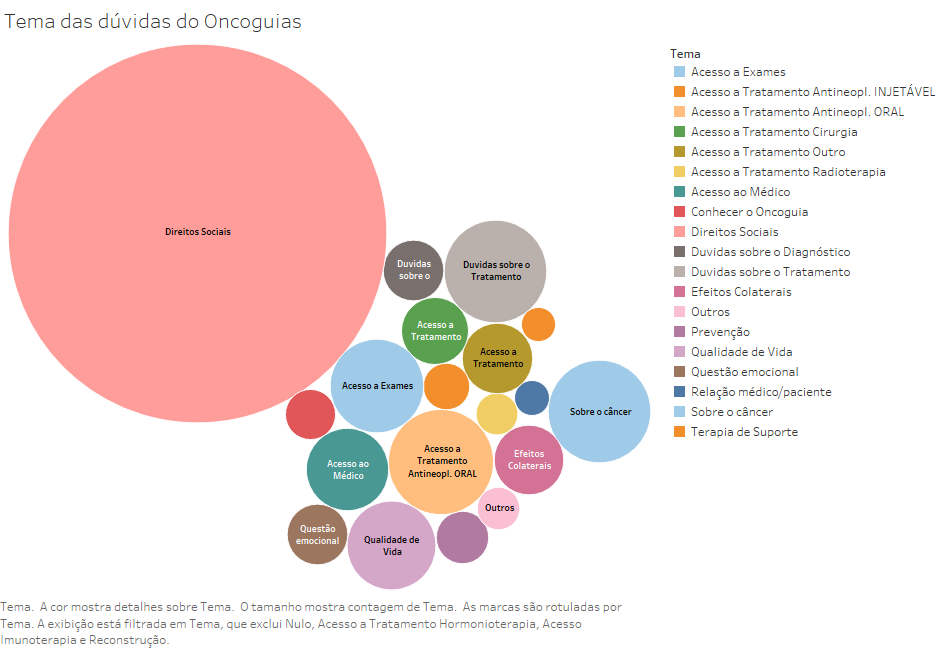 Tema das dúvidas do Oncoguias
Direitos Sociais
Duvidas
sobre o
Duvidas sobre o
Tratamento
Acesso a
Tratamento
Acesso a
Tratamento
Acesso a Exames
Sobre o câncer
Acesso a
Tratamento
Antineopl. ORAL
Efeitos
Colaterais
Acesso ao
Médico
Outros
Questão
emocional
Qualidade de
Vida
Tema
Acesso a Exames
Acesso a Tratamento Antineopl. INJETÁVEL
Acesso a Tratamento Antineopl. ORAL
Acesso a Tratamento Cirurgia
Acesso a Tratamento Outro
Acesso a Tratamento Radioterapia
Acesso ao Médico
Conhecer o Oncoguia
Direitos Sociais
Duvidas sobre o Diagnóstico
Duvidas sobre o Tratamento
Efeitos Colaterais
Outros
Prevenção
Qualidade de Vida
Questão emocional
Relação médico/paciente
Sobre o câncer
Terapia de Suporte
Tema.  A cor mostra detalhes sobre Tema.  O tamanho mostra contagem de Tema.  As marcas são rotuladas por
Tema. A exibição está filtrada em Tema, que exclui Nulo, Acesso a Tratamento Hormonioterapia, Acesso
Imunoterapia e Reconstrução.